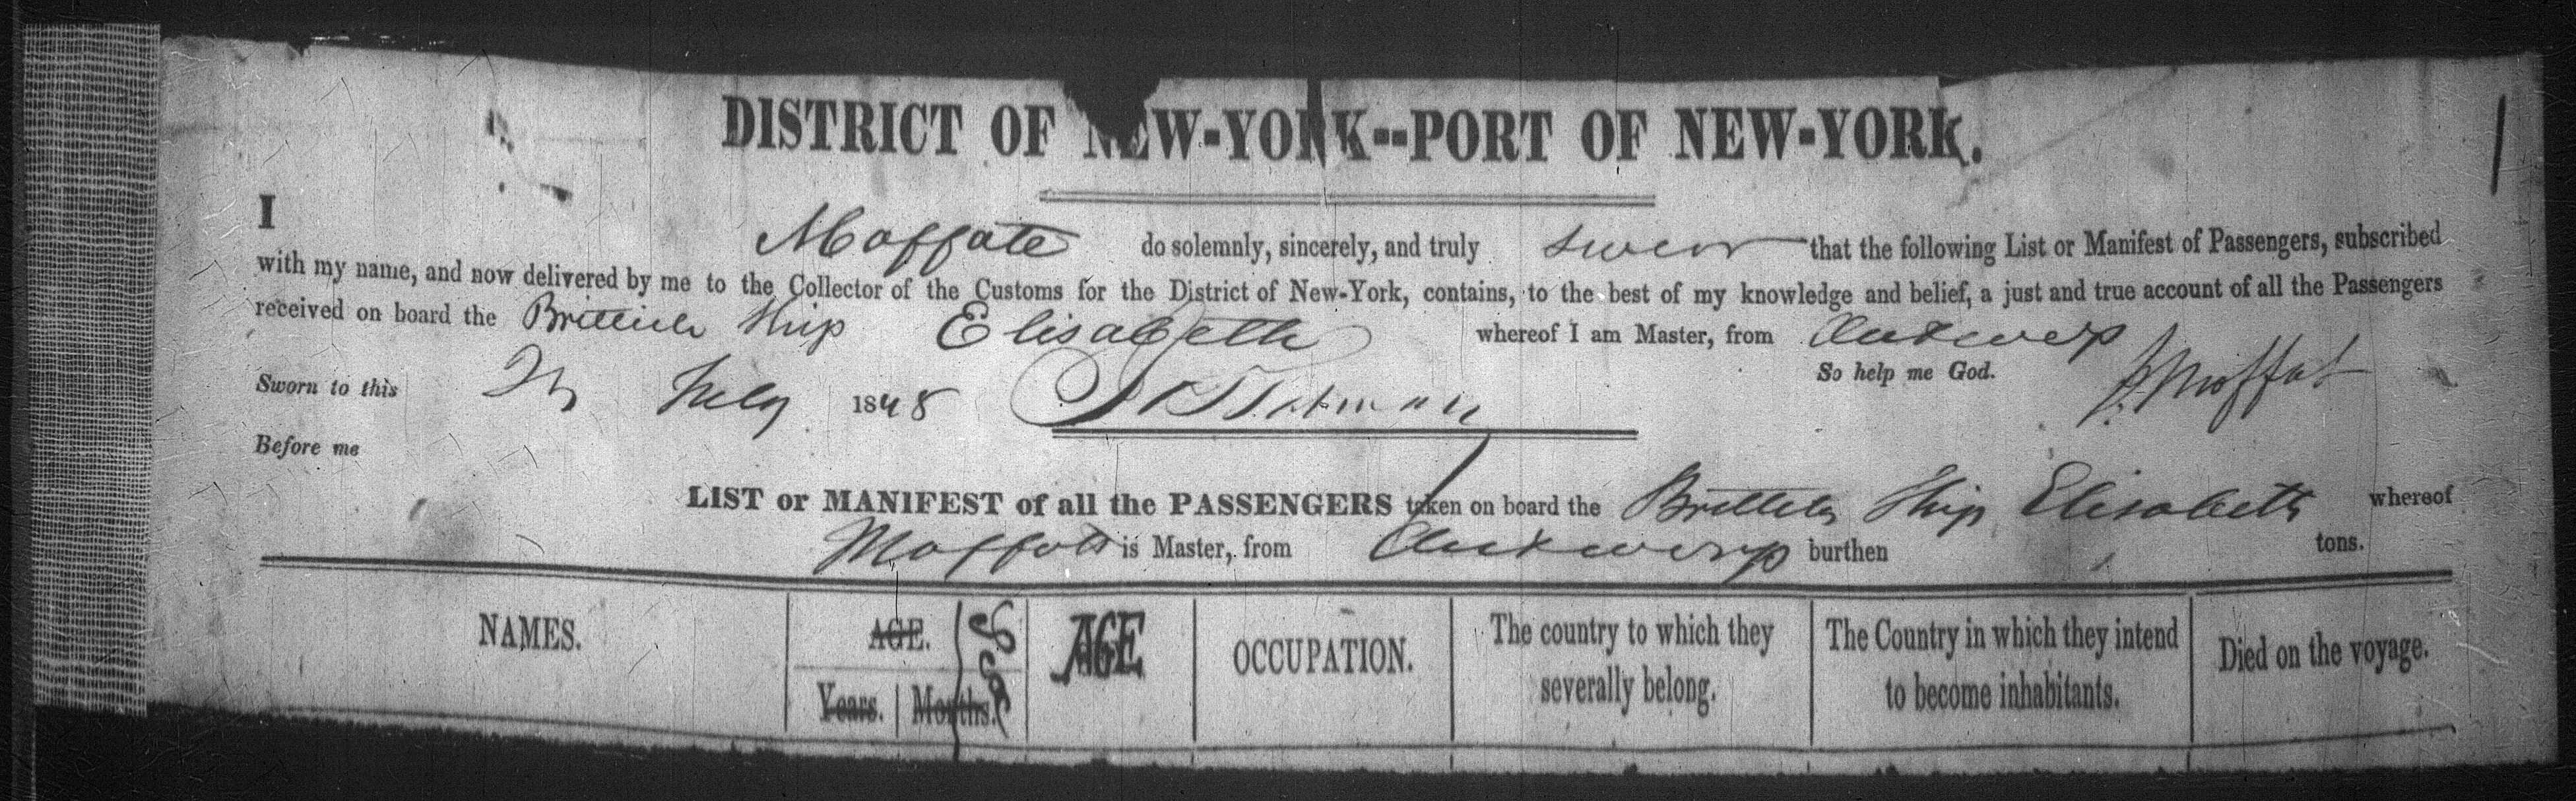 DISTRICT OF NEW-YORK--PORT OF NEW-YORK.
I Moffate do solemnly, sincerely, and truly swear that the following List or Manifest of Passengers, subscribed
with my name, and now delivered by me to the Collector of the Customs for the District of New-York, contains, to the best of my knowledge and belief, a just and true account of all the Passengers
received on board the Brittish Ship Elisabeth whereof I am Master, from Antwerp
Sworn to this July 1848 So help me God. Moffat
Before me
LIST or MANIFEST of all the PASSENGERS taken on board the Brittish Ship Elisabeth whereof
Moffatt is Master, from Antwerp burthen tons.
NAMES. AGE. Sex AGE OCCUPATION. The country to which they severally belong. The Country in which they intend to become inhabitants. Died on the voyage.
Years. Months.